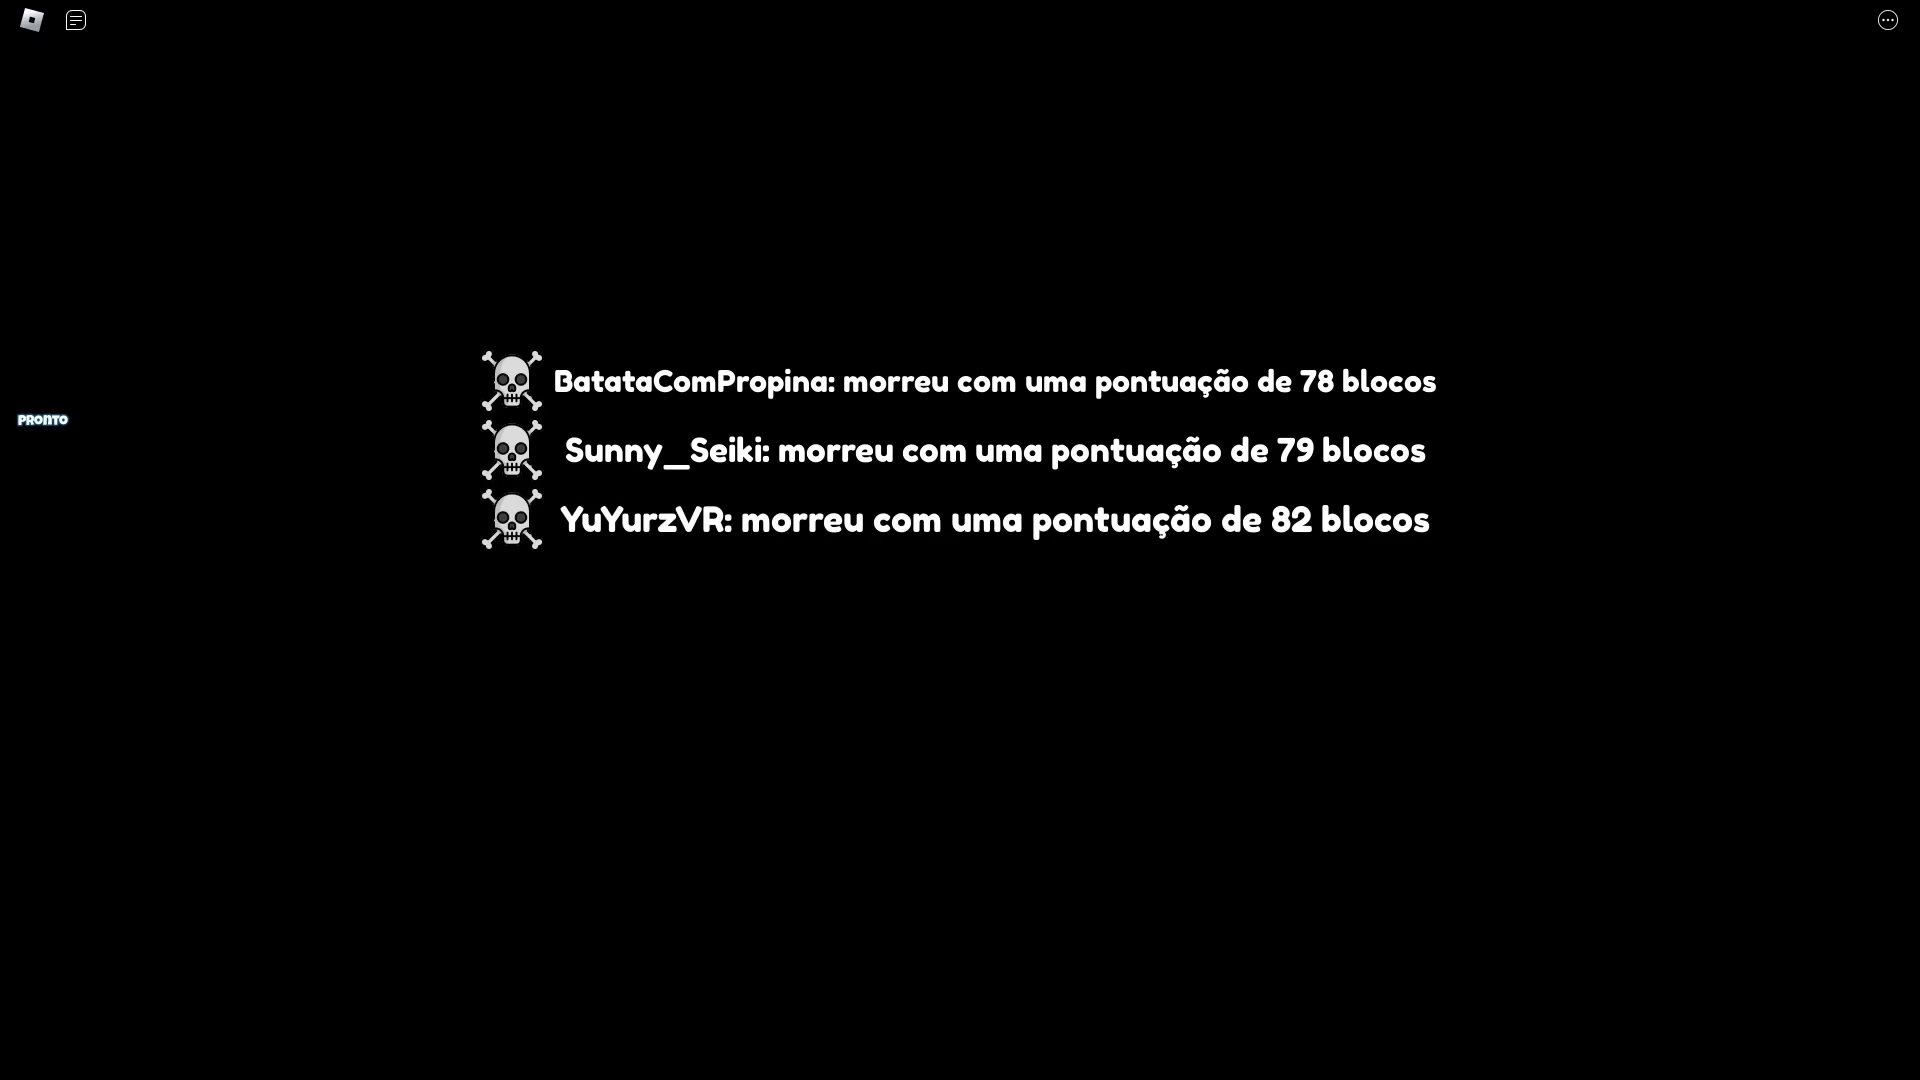 BatataComPropina: morreu com uma pontuação de 78 blocos
PRONTO
Sunny__Seiki: morreu com uma pontuação de 79 blocos
YuYurzVR: morreu com uma pontuação de 82 blocos